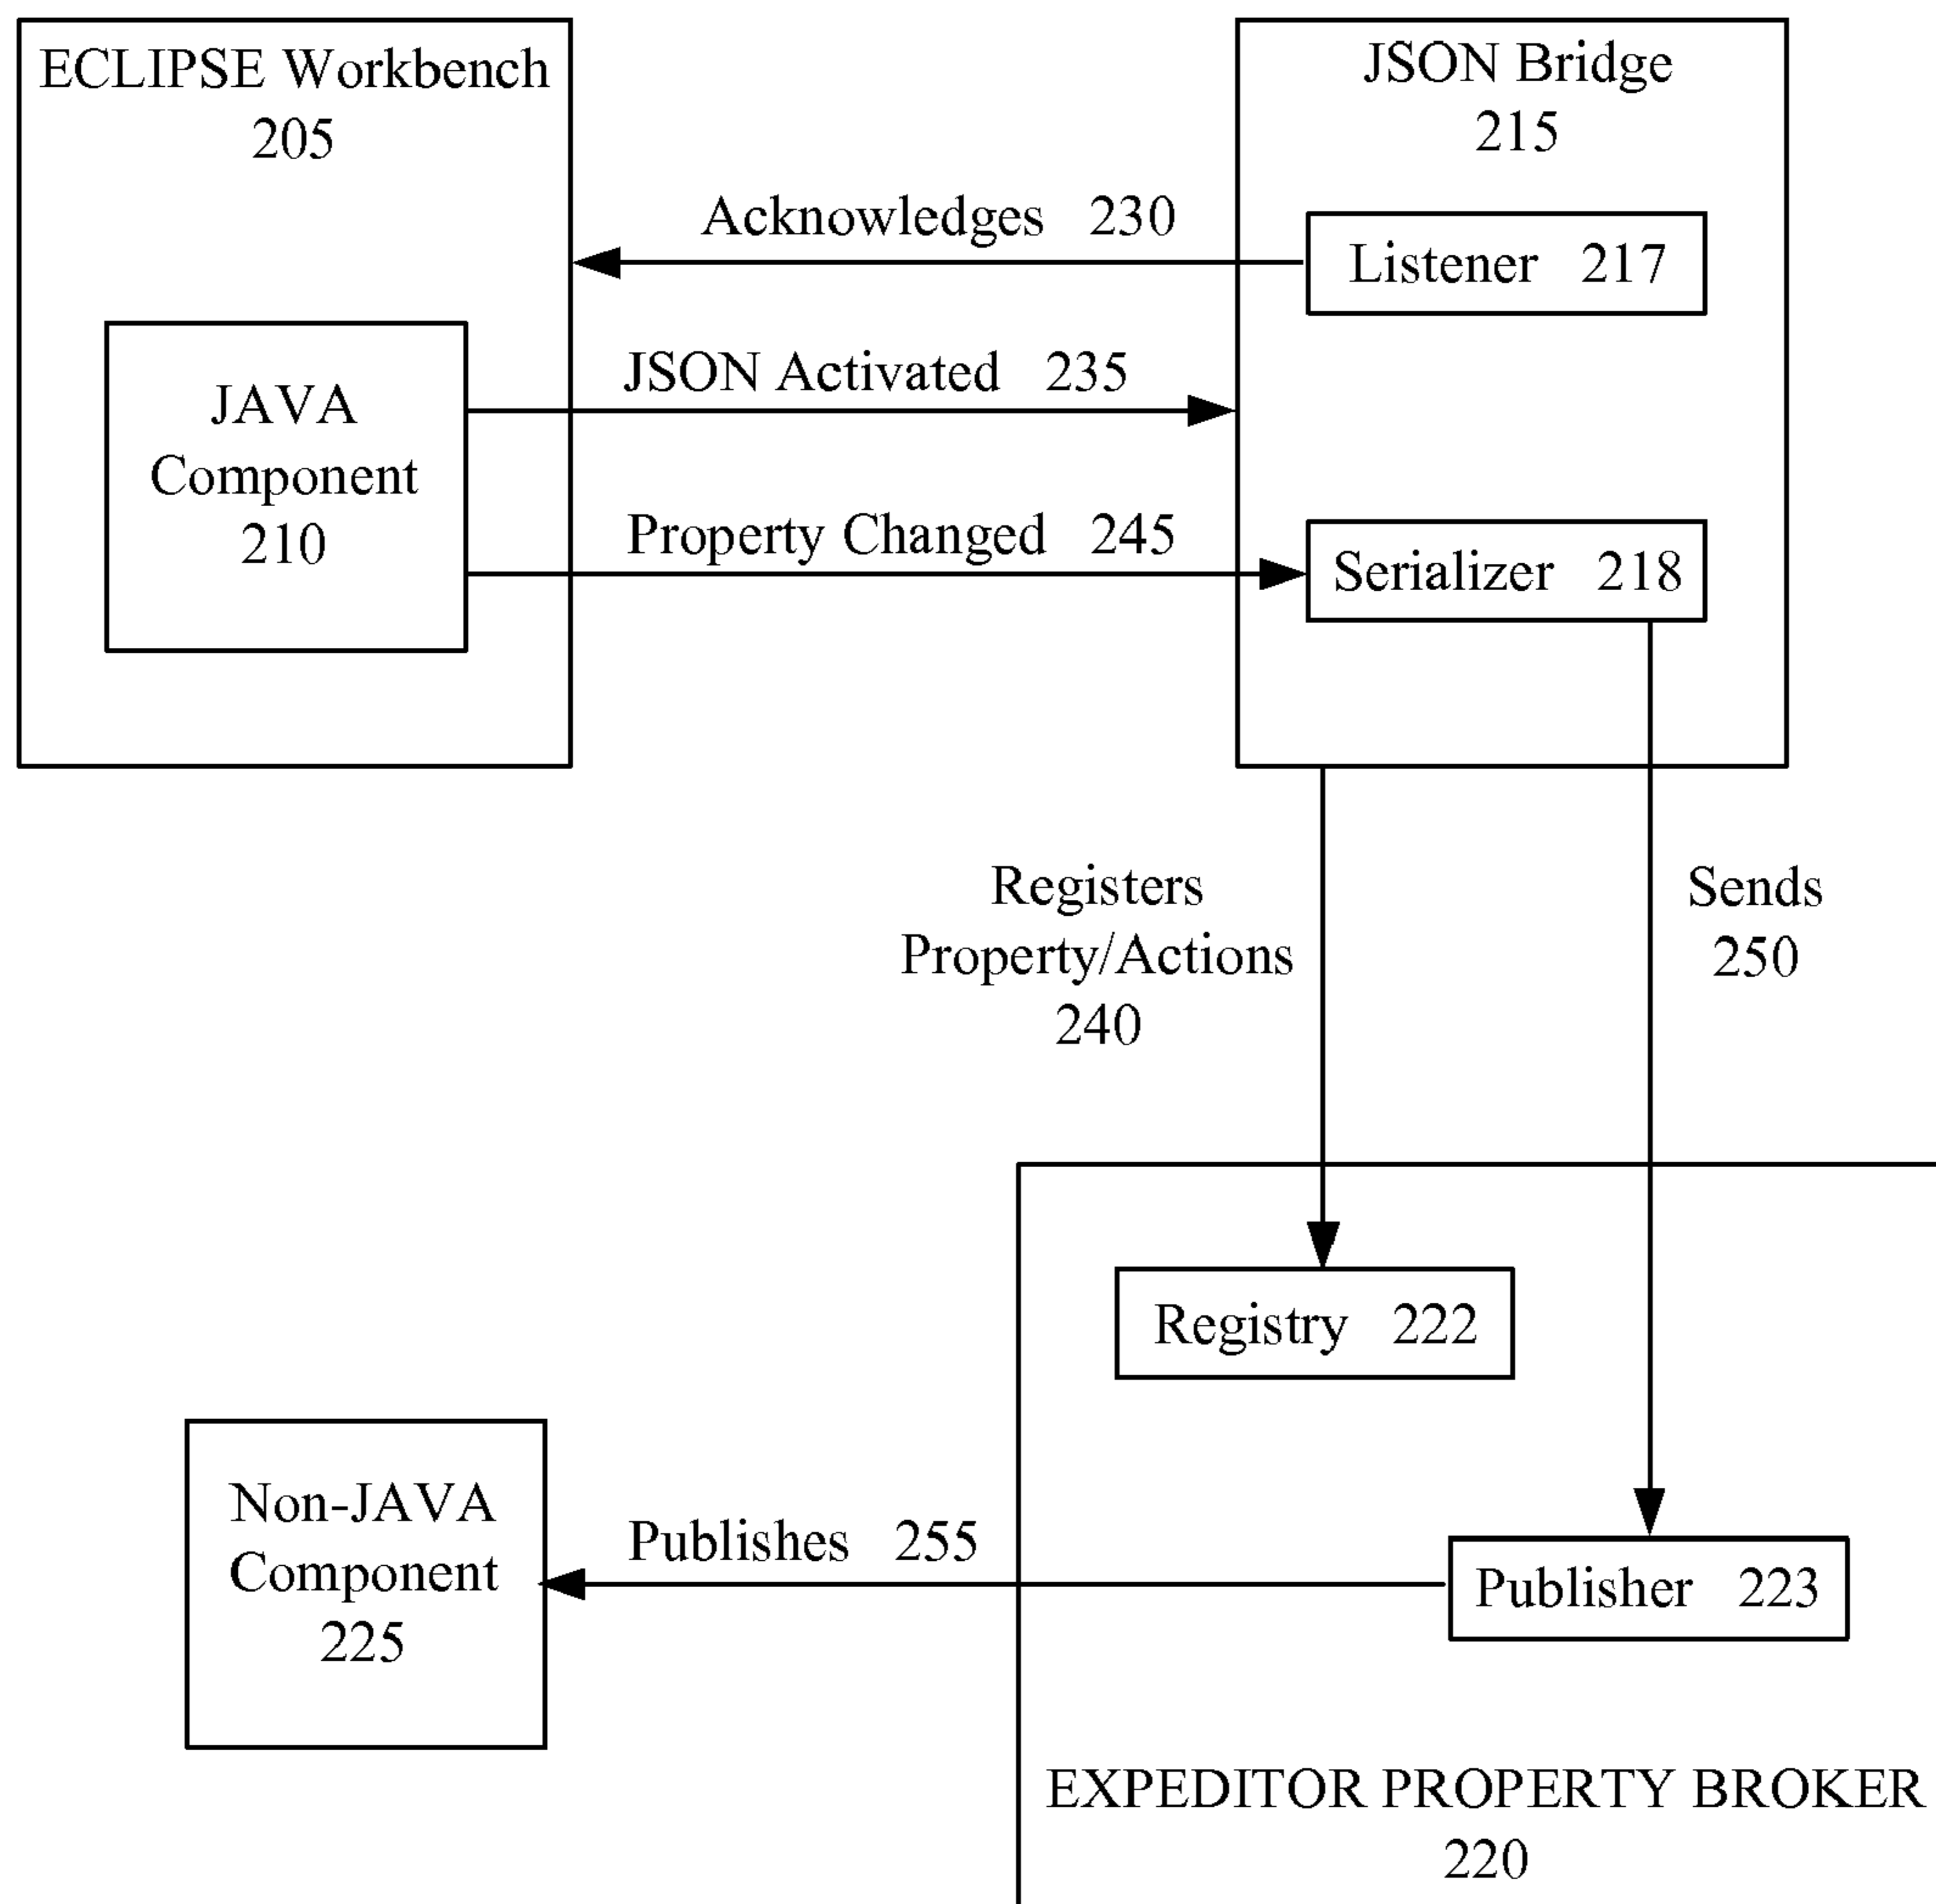 ECLIPSE Workbench
205
JSON Bridge
215
Acknowledges 230
Listener 217
JSON Activated 235
JAVA
Component
210
Property Changed 245
Serializer 218
Registers
Property/Actions
240
Sends
250
Registry 222
Non-JAVA
Component
225
Publishes 255
Publisher 223
EXPEDITOR PROPERTY BROKER
220